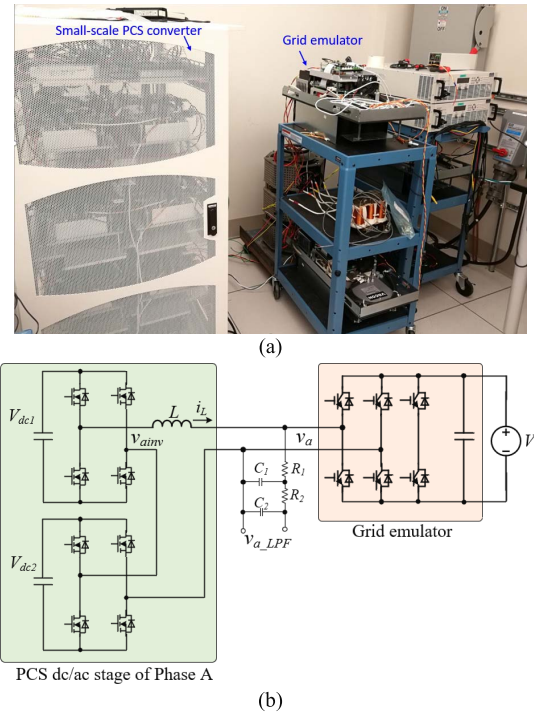 Small-scale PCS converter
Grid emulator
(a)
V_dc1
L
i_L
v_ainv
v_a
C_1
R_1
R_2
C_2
v_a_LPF
V
Grid emulator
V_dc2
PCS dc/ac stage of Phase A
(b)